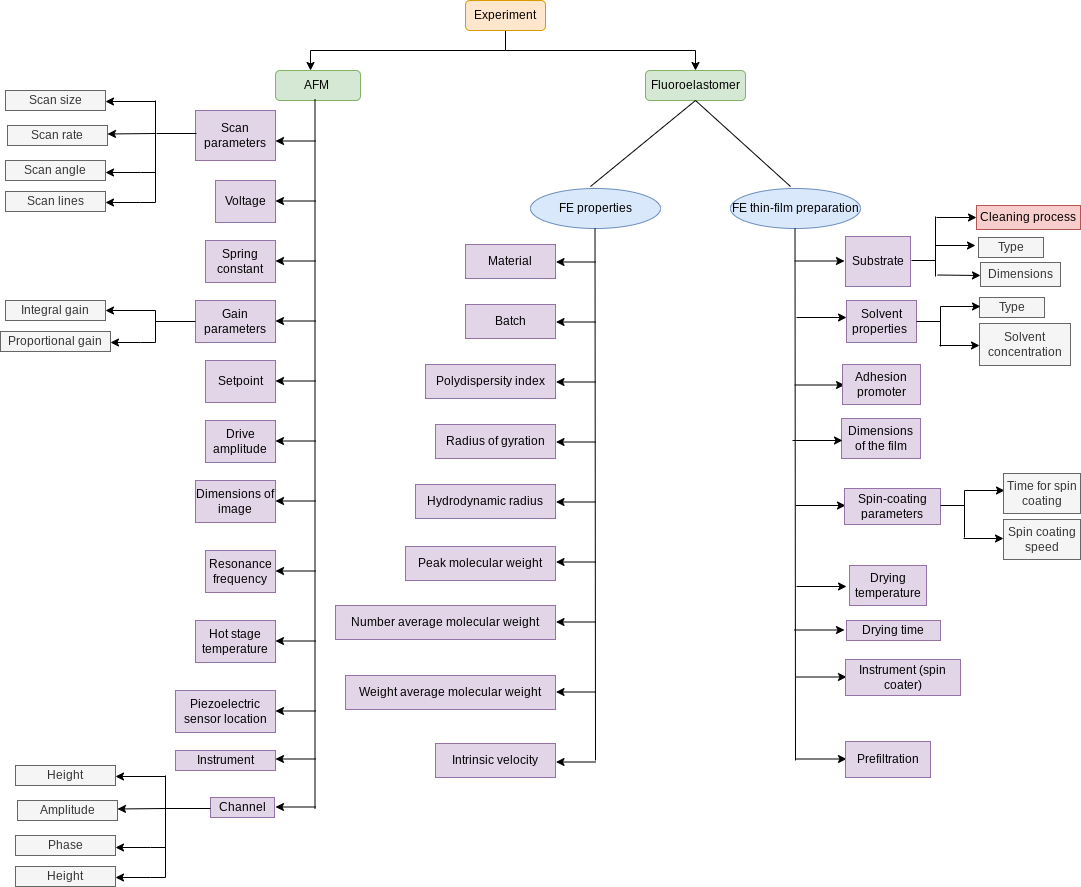 Experiment
AFM
Fluoroelastomer
Scan size
Scan rate
Scan angle
Scan lines
Scan
parameters
Voltage
Spring
constant
Integral gain
Proportional gain
Gain
parameters
Setpoint
Drive
amplitude
Dimensions of
image
Resonance
frequency
Hot stage
temperature
Piezoelectric
sensor location
Instrument
Channel
Height
Amplitude
Phase
Height
FE properties
Material
Batch
Polydispersity index
Radius of gyration
Hydrodynamic radius
Peak molecular weight
Number average molecular weight
Weight average molecular weight
Intrinsic velocity
FE thin-film preparation
Substrate
Cleaning process
Type
Dimensions
Solvent
properties
Type
Solvent
concentration
Adhesion
promoter
Dimensions
of the film
Spin-coating
parameters
Time for spin
coating
Spin coating
speed
Drying
temperature
Drying time
Instrument (spin
coater)
Prefiltration